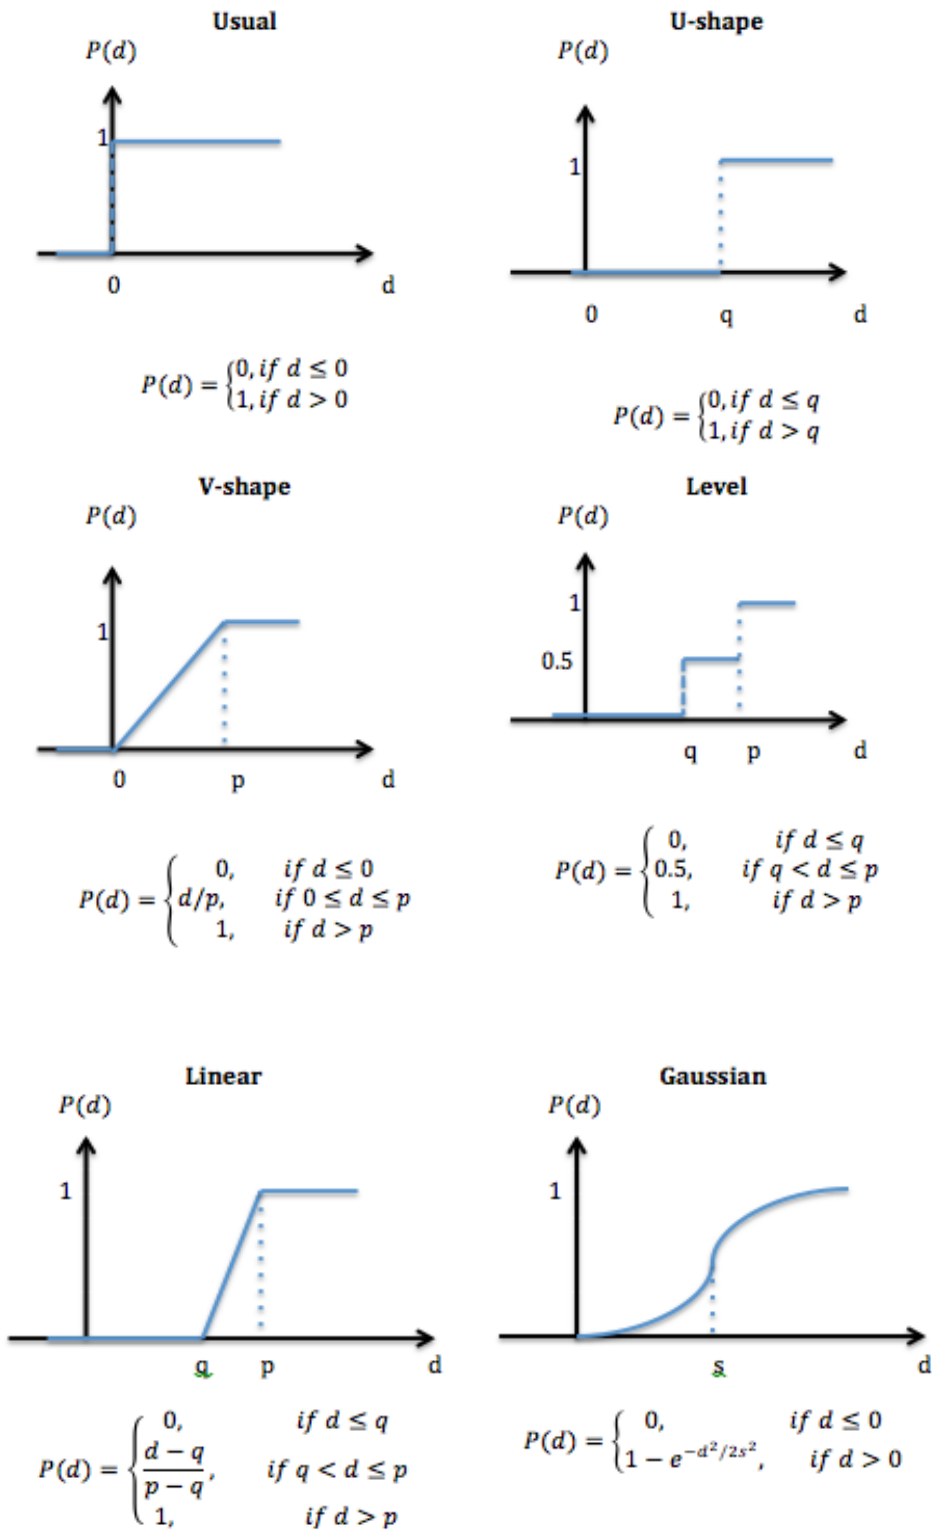 Usual
P(d)
1
0
d
P(d) = {0, if d ≤ 0
1, if d > 0
U-shape
P(d)
1
0
q
d
P(d) = {0, if d ≤ q
1, if d > q
V-shape
P(d)
1
0
p
d
0, if d ≤ 0
P(d) = { d/p, if 0 ≤ d ≤ p
1, if d > p
Level
P(d)
1
0.5
q
p
d
0, if d ≤ q
P(d) = { 0.5, if q < d ≤ p
1, if d > p
Linear
P(d)
1
q
p
d
0, if d ≤ q
P(d) = { (d − q)/(p − q), if q < d ≤ p
1, if d > p
Gaussian
P(d)
1
s
d
P(d) = { 0, if d ≤ 0
1 − e^(−d²/2s²), if d > 0